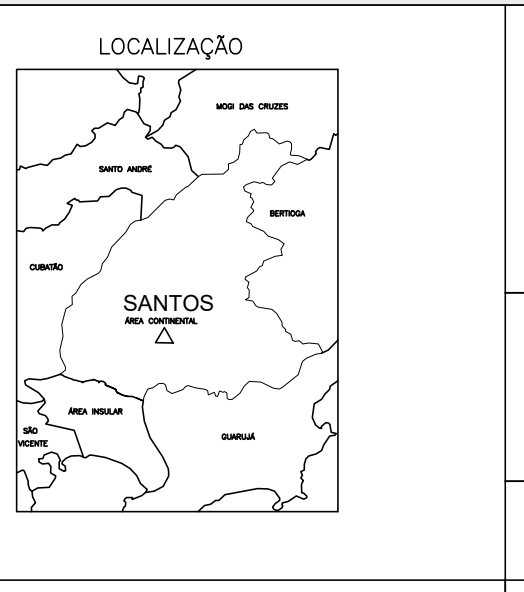 LOCALIZAÇÃO
MOGI DAS CRUZES
SANTO ANDRÉ
BERTIOGA
CUBATÃO
SANTOS
ÁREA CONTINENTAL
ÁREA INSULAR
SÃO
VICENTE
GUARUJÁ